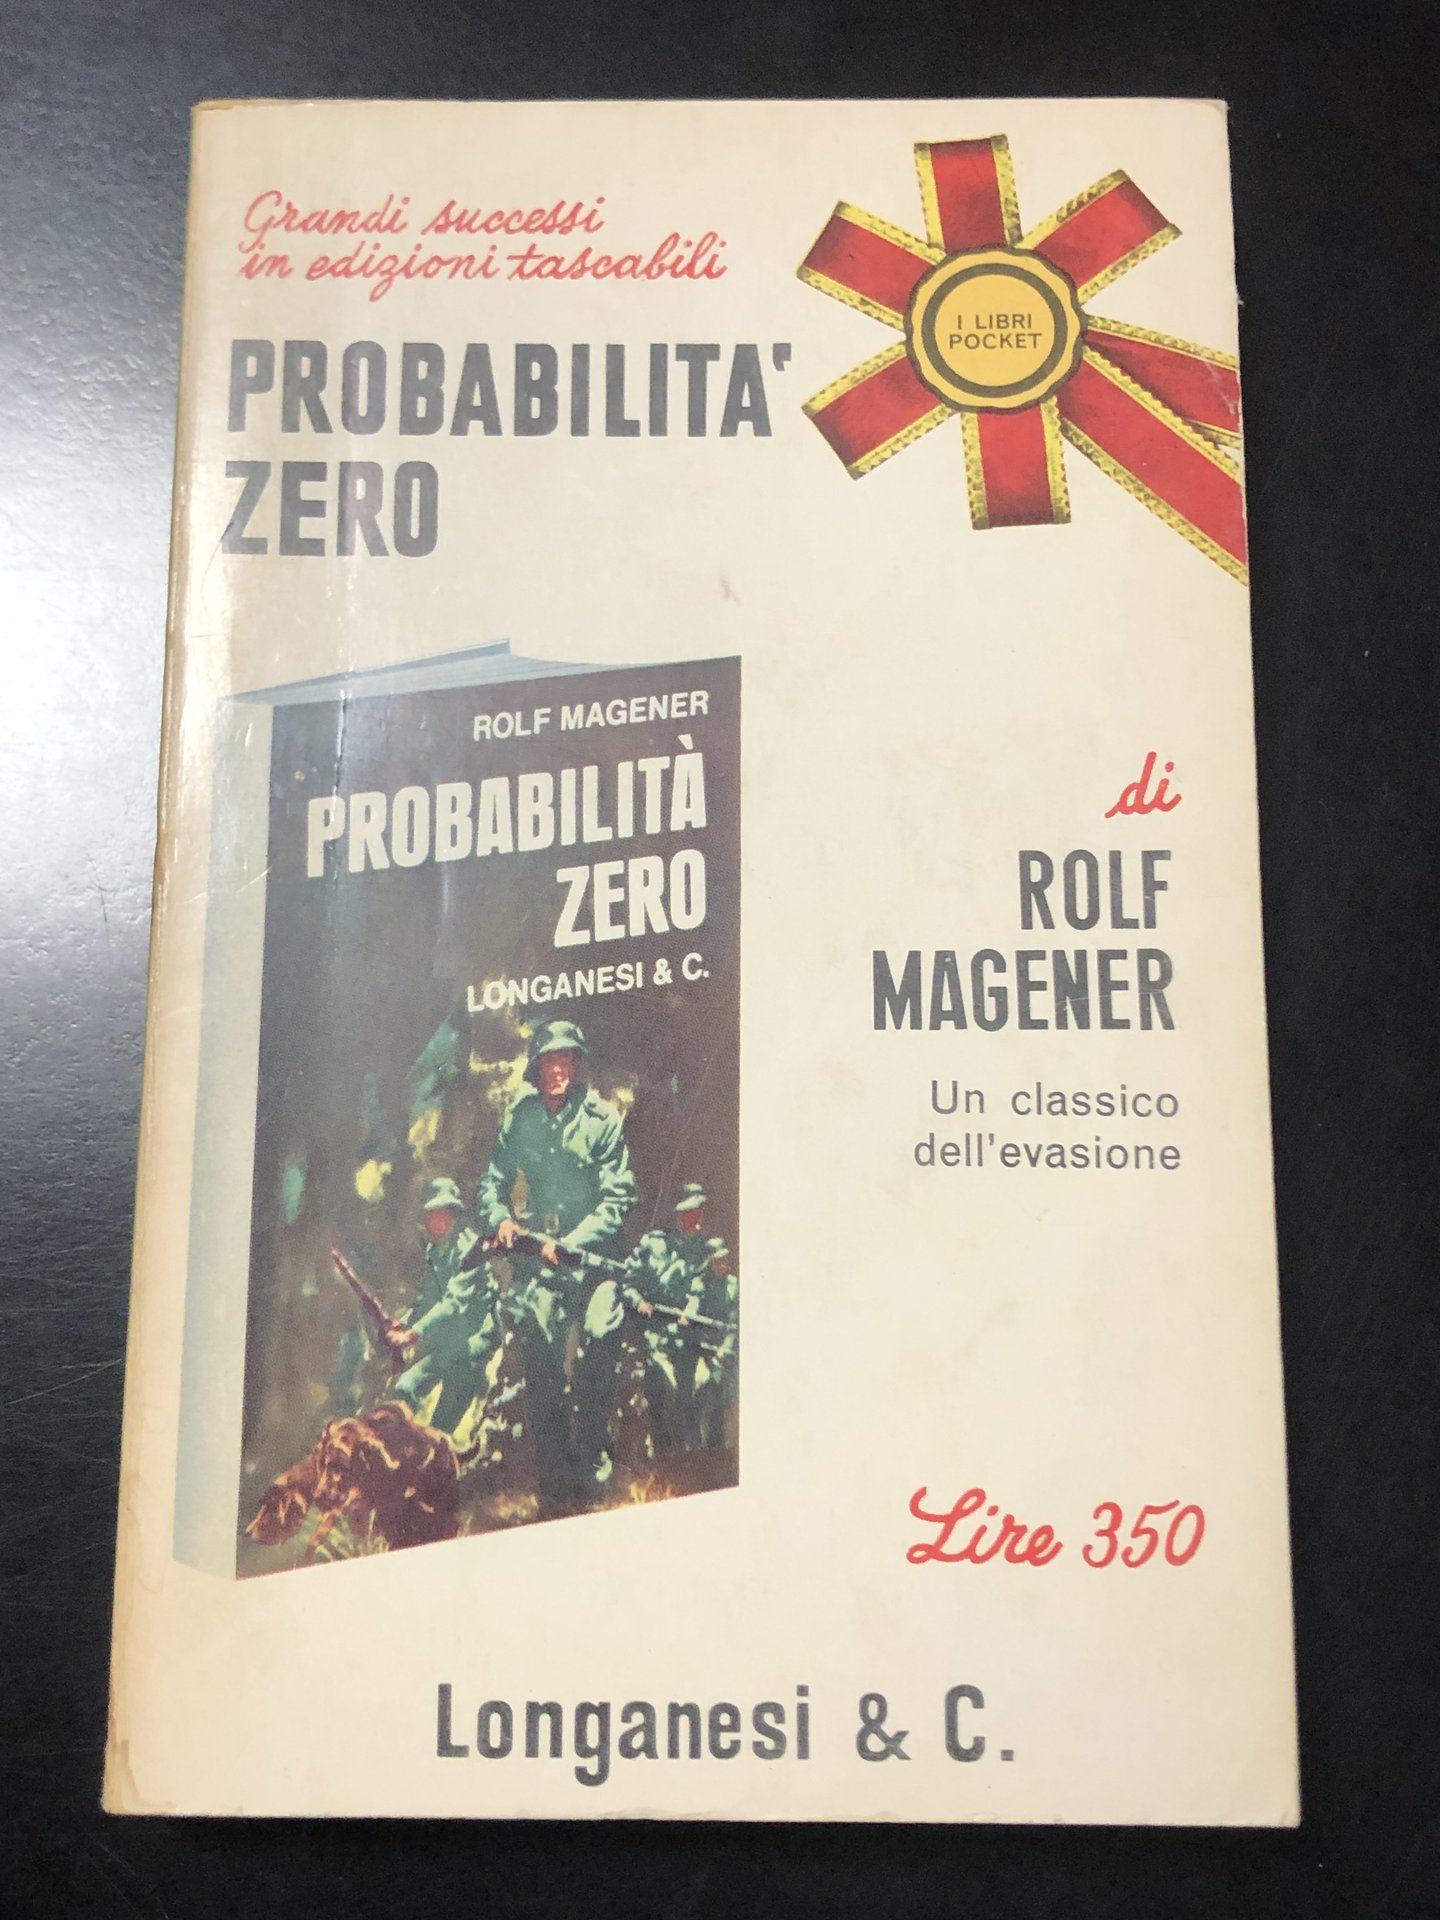 Grandi successi
in edizioni tascabili
PROBABILITA'
ZERO
I LIBRI
POCKET
ROLF MAGENER
PROBABILITÀ
ZERO
LONGANESI & C.
di
ROLF
MAGENER
Un classico
dell'evasione
Lire 350
Longanesi & C.